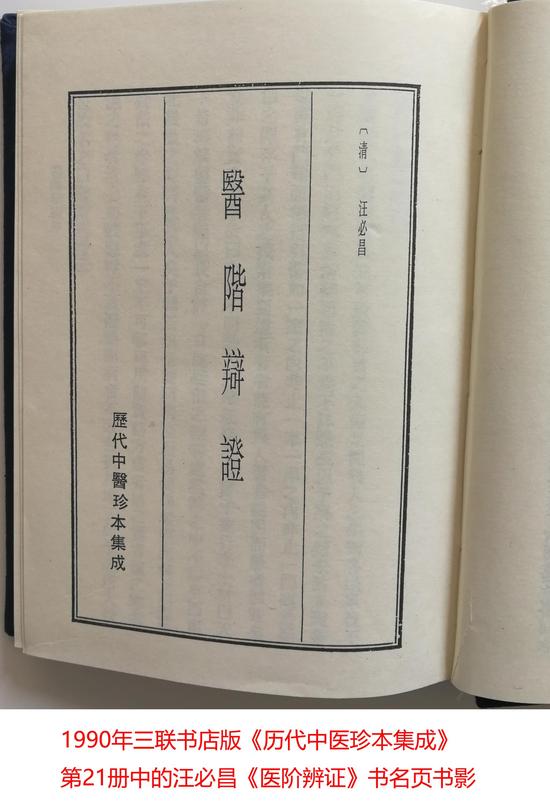 〔清〕 汪必昌
醫階辯證
歷代中醫珍本集成
1990年三联书店版《历代中医珍本集成》
第21册中的汪必昌《医阶辨证》书名页书影